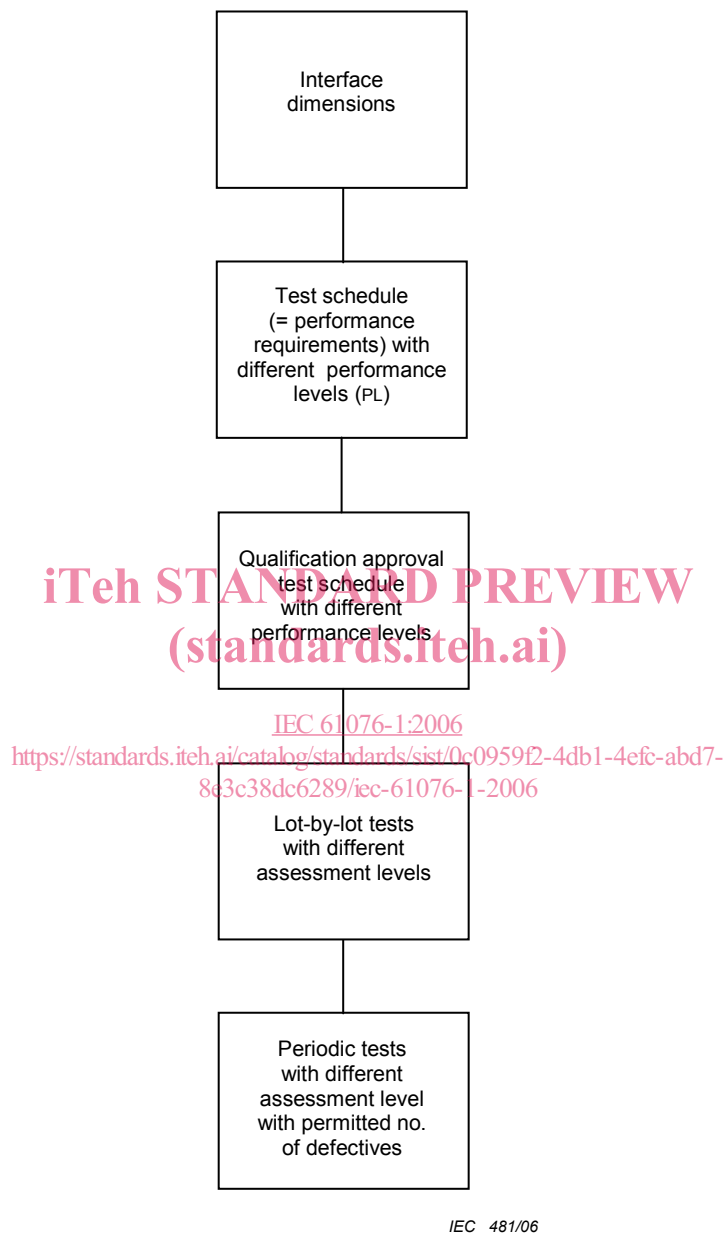 Interface
dimensions
Test schedule
(= performance
requirements) with
different performance
levels (PL)
Qualification approval
test schedule
with different
performance levels
iTeh STANDARD PREVIEW
(standards.iteh.ai)
IEC 61076-1:2006
https://standards.iteh.ai/catalog/standards/sist/0c0959f2-4db1-4efc-abd7-
8e3c38dc6289/iec-61076-1-2006
Lot-by-lot tests
with different
assessment levels
Periodic tests
with different
assessment level
with permitted no.
of defectives
IEC 481/06